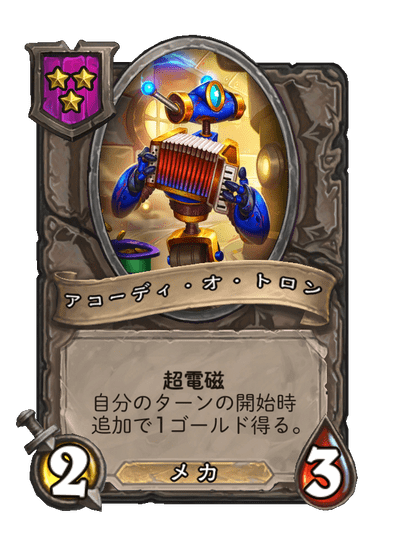 アコーディ・オ・トロン
超電磁
自分のターンの開始時
追加で1ゴールド得る。
2
メカ
3